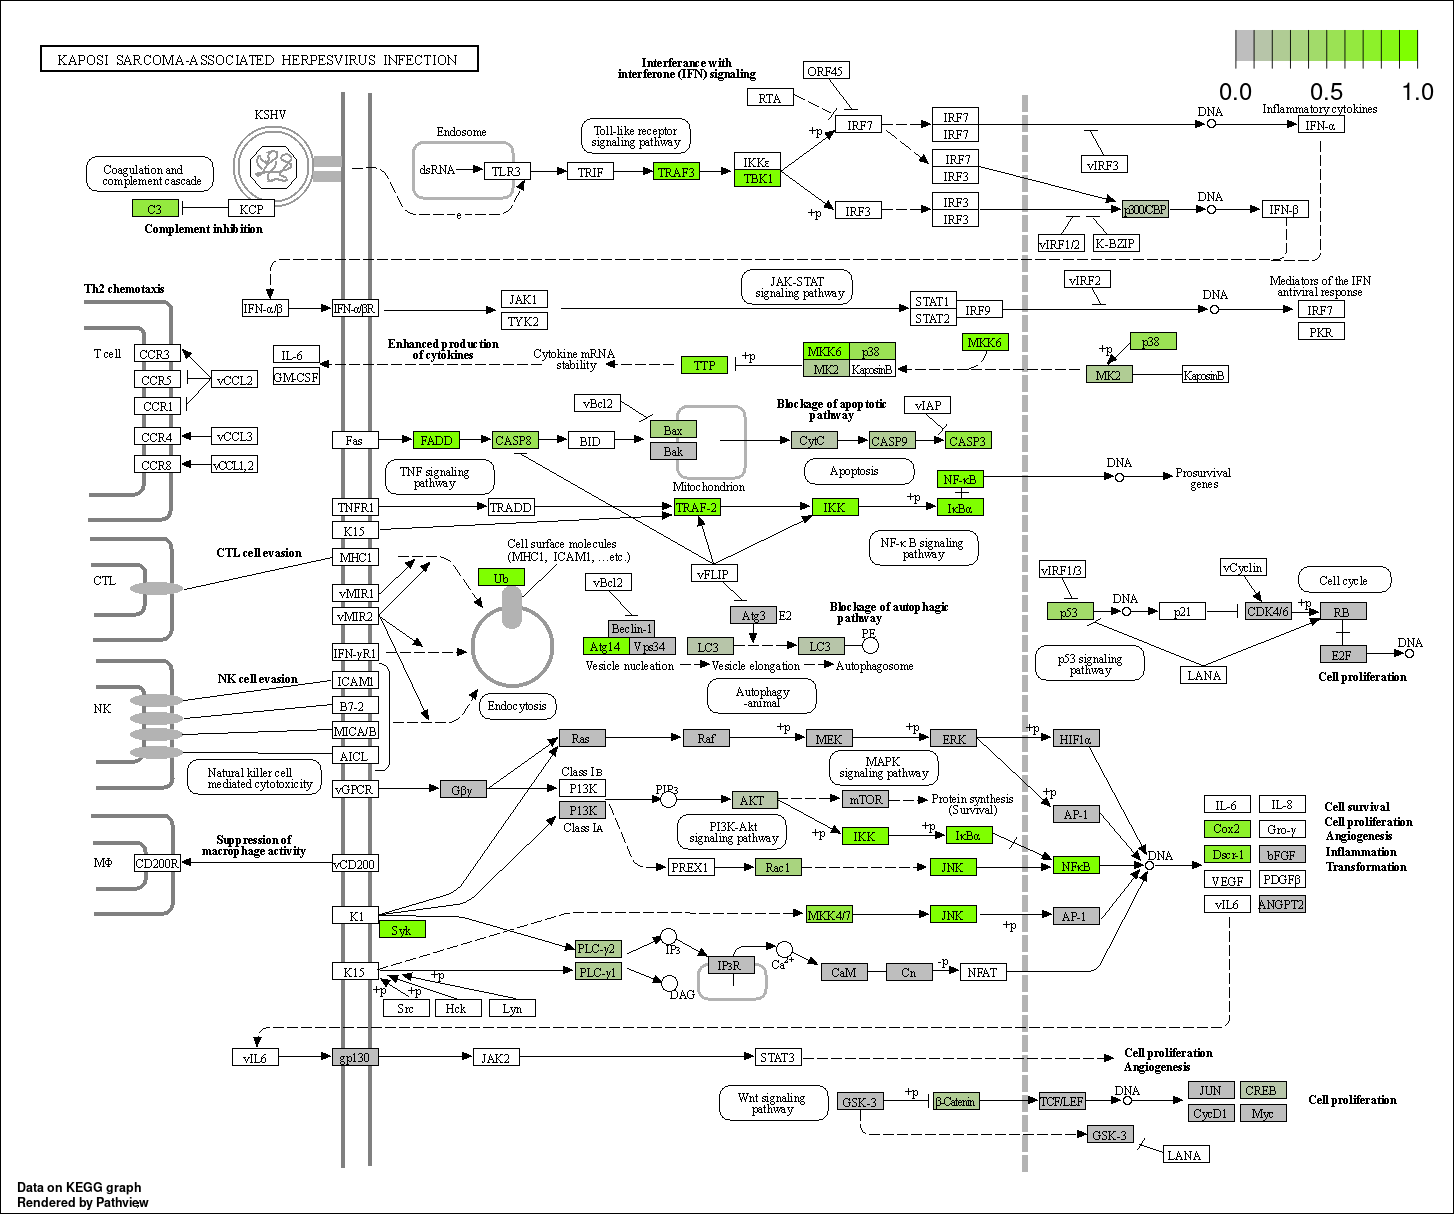 KAPOSI SARCOMA-ASSOCIATED HERPESVIRUS INFECTION
0.0
0.5
1.0
Interferance with
interferone (IFN) signaling
ORF45
RTA
KSHV
Endosome
Toll-like receptor
signaling pathway
+p
IRF7
IRF7
IRF7
DNA
Inflammatory cytokines
IFN-α
Coagulation and
complement cascade
dsRNA
TLR3
TRIF
TRAF3
IKKε
TBK1
IRF7
IRF3
vIRF3
C3
KCP
e
+p
IRF3
IRF3
IRF3
p300/CBP
DNA
IFN-β
Complement inhibition
vIRF1/2
K-BZIP
Th2 chemotaxis
JAK-STAT
signaling pathway
vIRF2
Mediators of the IFN
antiviral response
IFN-α/β
IFN-α/βR
JAK1
TYK2
STAT1
STAT2
IRF9
DNA
IRF7
PKR
T cell
CCR3
CCR5
CCR1
CCR4
CCR8
vCCL2
vCCL3
vCCL1,2
IL-6
GM-CSF
Enhanced production
of cytokines
Cytokine mRNA
stability
TTP
+p
MKK6
p38
MK2
KaposinB
MKK6
+p
p38
MK2
KaposinB
vBcl2
Blockage of apoptotic
pathway
vIAP
Fas
FADD
CASP8
BID
Bax
Bak
CytC
CASP9
CASP3
TNF signaling
pathway
Mitochondrion
Apoptosis
NF-κB
DNA
Prosurvival
genes
TNFR1
TRADD
TRAF-2
IKK
+p
IκBα
K15
CTL cell evasion
MHC1
Cell surface molecules
(MHC1, ICAM1, ...etc.)
NF-κ B signaling
pathway
CTL
vMIR1
vMIR2
Ub
vBcl2
vFLIP
vIRF1/3
vCyclin
Cell cycle
Atg3
E2
Blockage of autophagic
pathway
p53
DNA
p21
CDK4/6
+p
RB
IFN-γR1
Beclin-1
Atg14
Vps34
LC3
LC3
PE
E2F
DNA
Vesicle nucleation
Vesicle elongation
Autophagosome
p53 signaling
pathway
LANA
Cell proliferation
NK cell evasion
ICAM1
B7-2
MICA/B
AICL
NK
Endocytosis
Autophagy
-animal
Ras
Raf
+p
MEK
+p
ERK
+p
HIF1α
Natural killer cell
mediated cytotoxicity
vGPCR
Gβγ
Class IB
P13K
P13K
Class IA
PIP3
AKT
MAPK
signaling pathway
mTOR
Protein synthesis
(Survival)
+p
AP-1
PI3K-Akt
signaling pathway
+p
IKK
+p
IκBα
Suppression of
macrophage activity
MΦ
CD200R
vCD200
PREX1
Rac1
JNK
NFκB
DNA
IL-6
IL-8
Cox2
Gro-γ
Dscr-1
bFGF
VEGF
PDGFβ
vIL6
ANGPT2
Cell survival
Cell proliferation
Angiogenesis
Inflammation
Transformation
K1
Syk
MKK4/7
JNK
+p
AP-1
PLC-γ2
IP3
IP3R
Ca2+
K15
PLC-γ1
DAG
CaM
Cn
-p
NFAT
+p
+p
+p
Src
Hck
Lyn
vIL6
gp130
JAK2
STAT3
Cell proliferation
Angiogenesis
Wnt signaling
pathway
GSK-3
+p
β-Catenin
TCF/LEF
DNA
JUN
CREB
CycD1
Myc
Cell proliferation
GSK-3
LANA
Data on KEGG graph
Rendered by Pathview